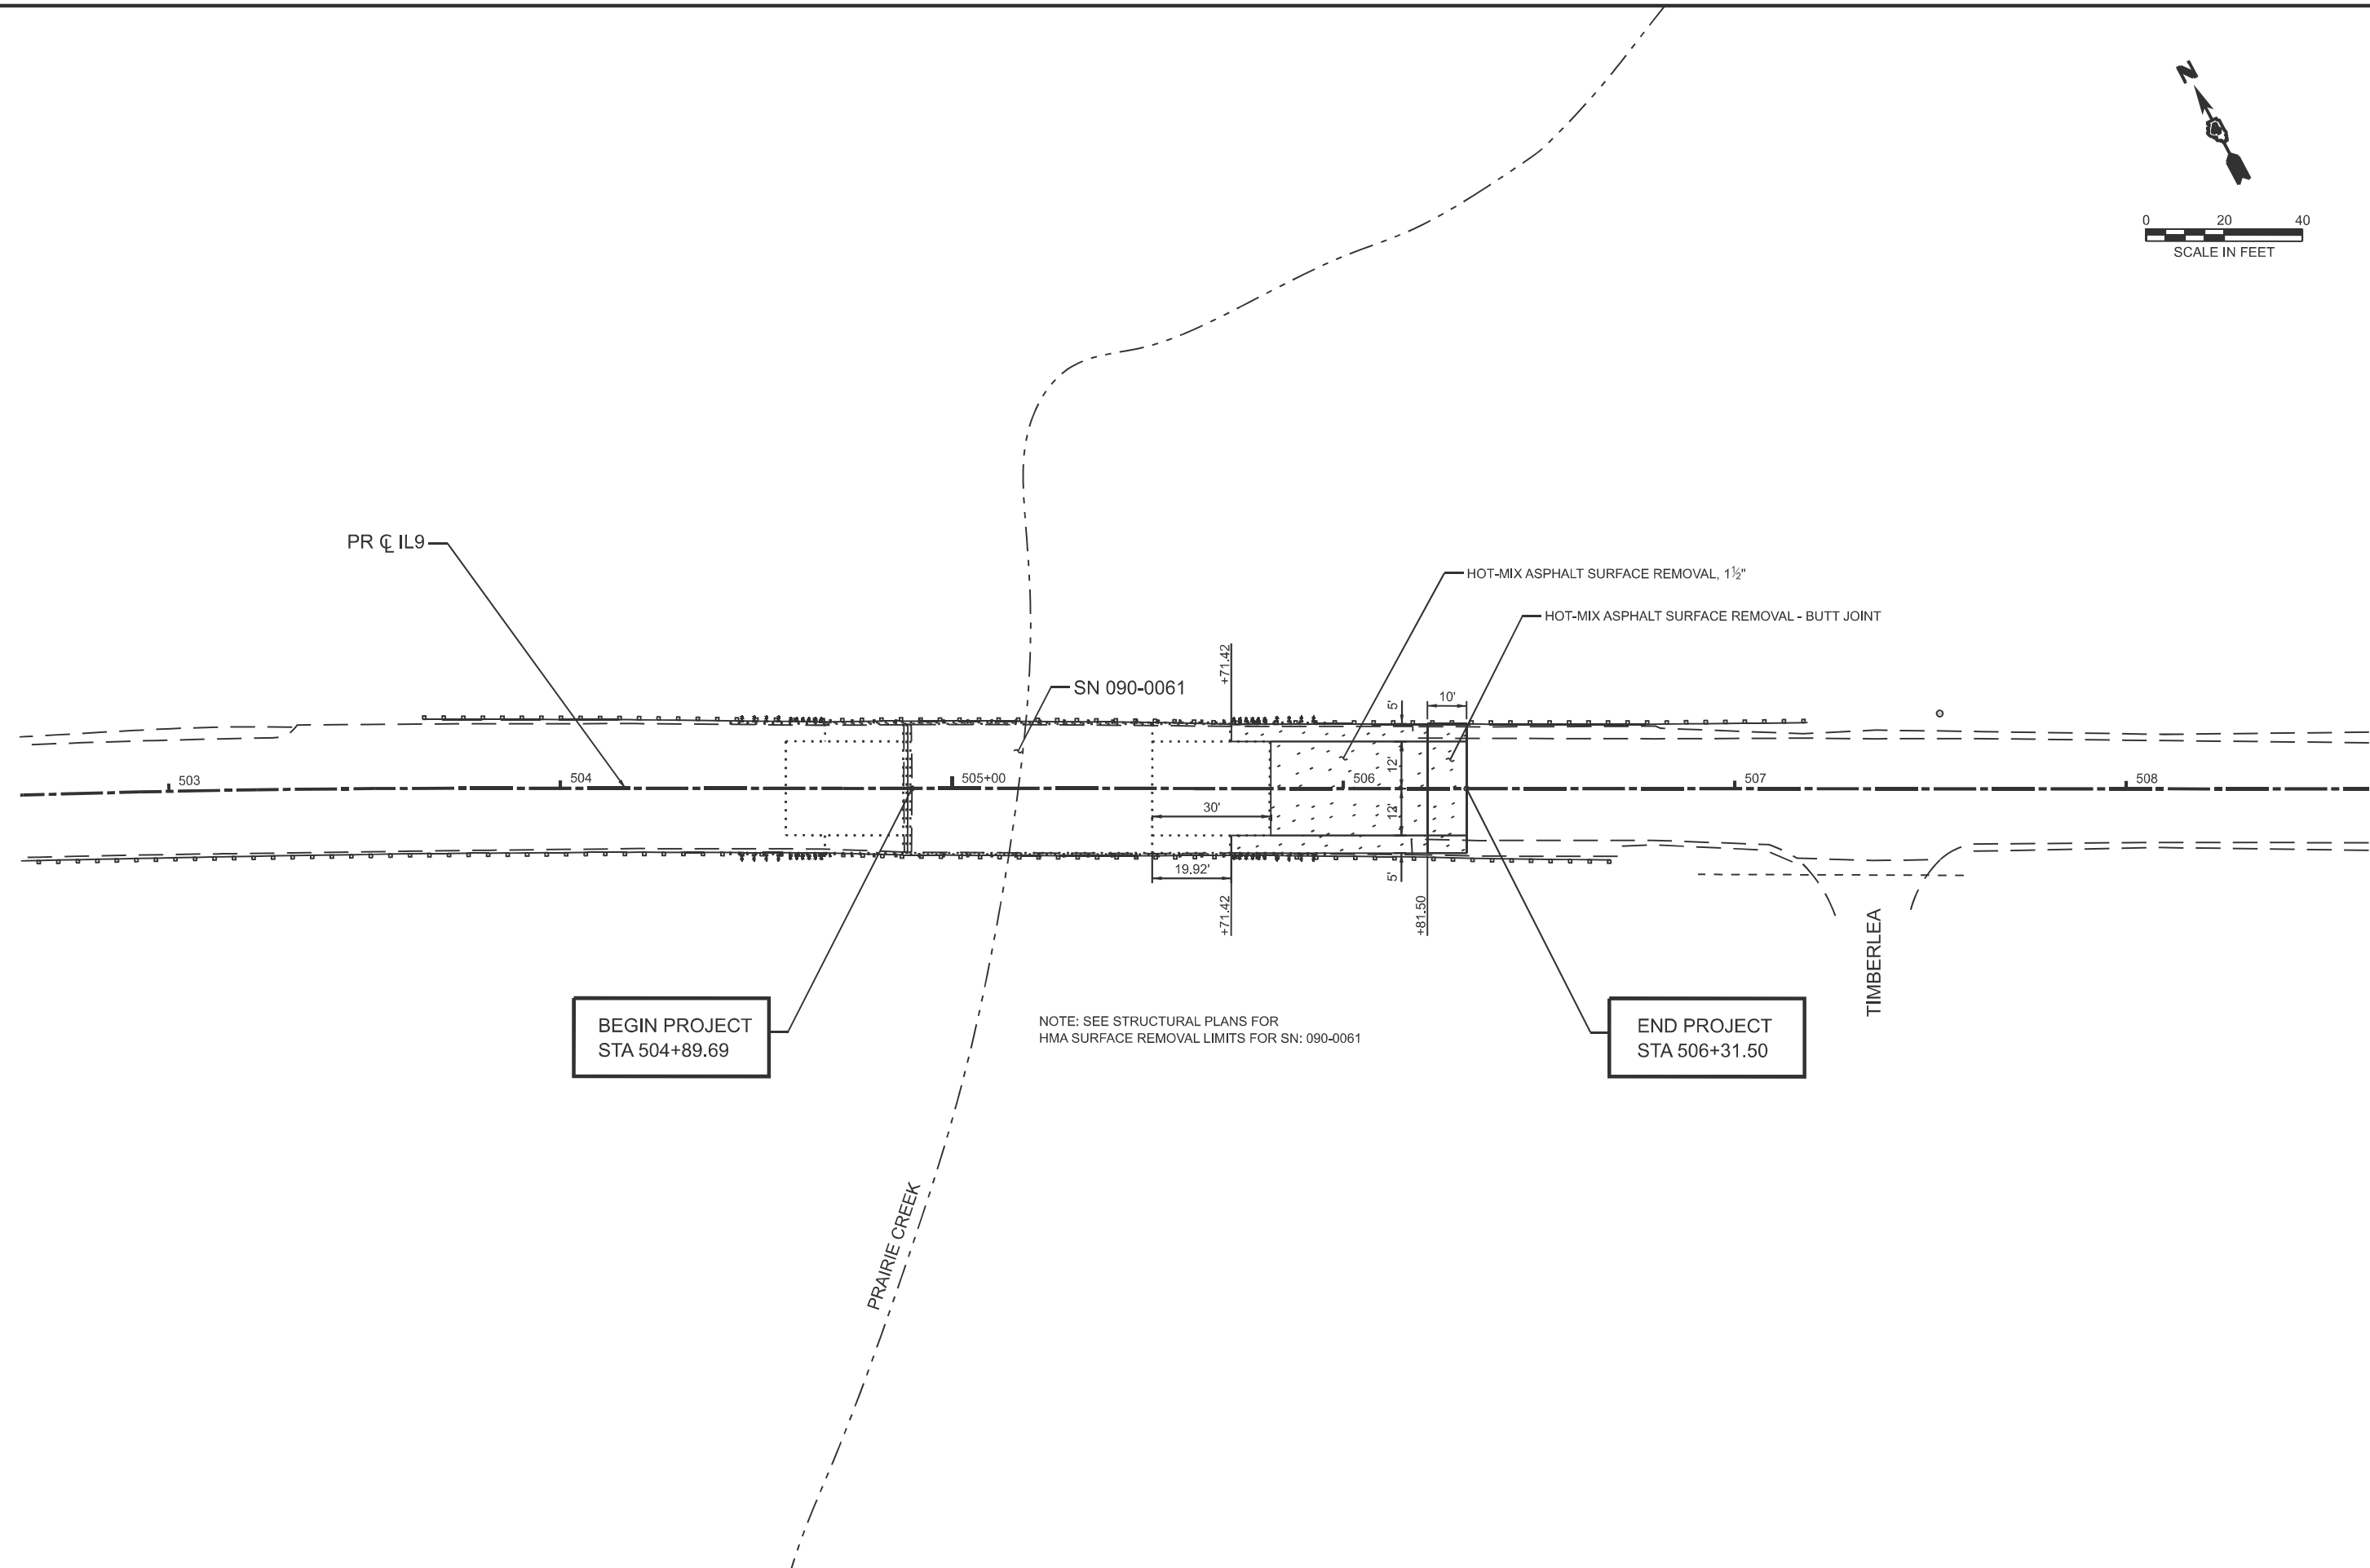 N
0 20 40
SCALE IN FEET
PR ℄ IL9
HOT-MIX ASPHALT SURFACE REMOVAL, 1½"
HOT-MIX ASPHALT SURFACE REMOVAL - BUTT JOINT
+71.42
SN 090-0061
5'
10'
503
504
505+00
12'
506
507
508
30'
12'
19.92'
5'
+71.42
+81.50
TIMBERLEA
BEGIN PROJECT
STA 504+89.69
NOTE: SEE STRUCTURAL PLANS FOR
HMA SURFACE REMOVAL LIMITS FOR SN: 090-0061
END PROJECT
STA 506+31.50
PRAIRIE CREEK